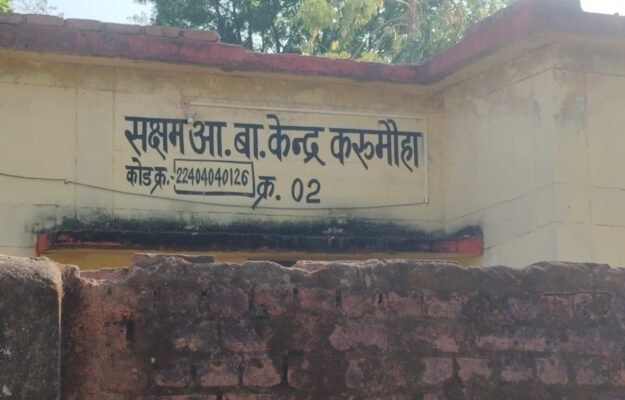 सक्षम आ. बा. केन्द्र करूमौहा
कोड क्र.- 22404040126 क्र. 02